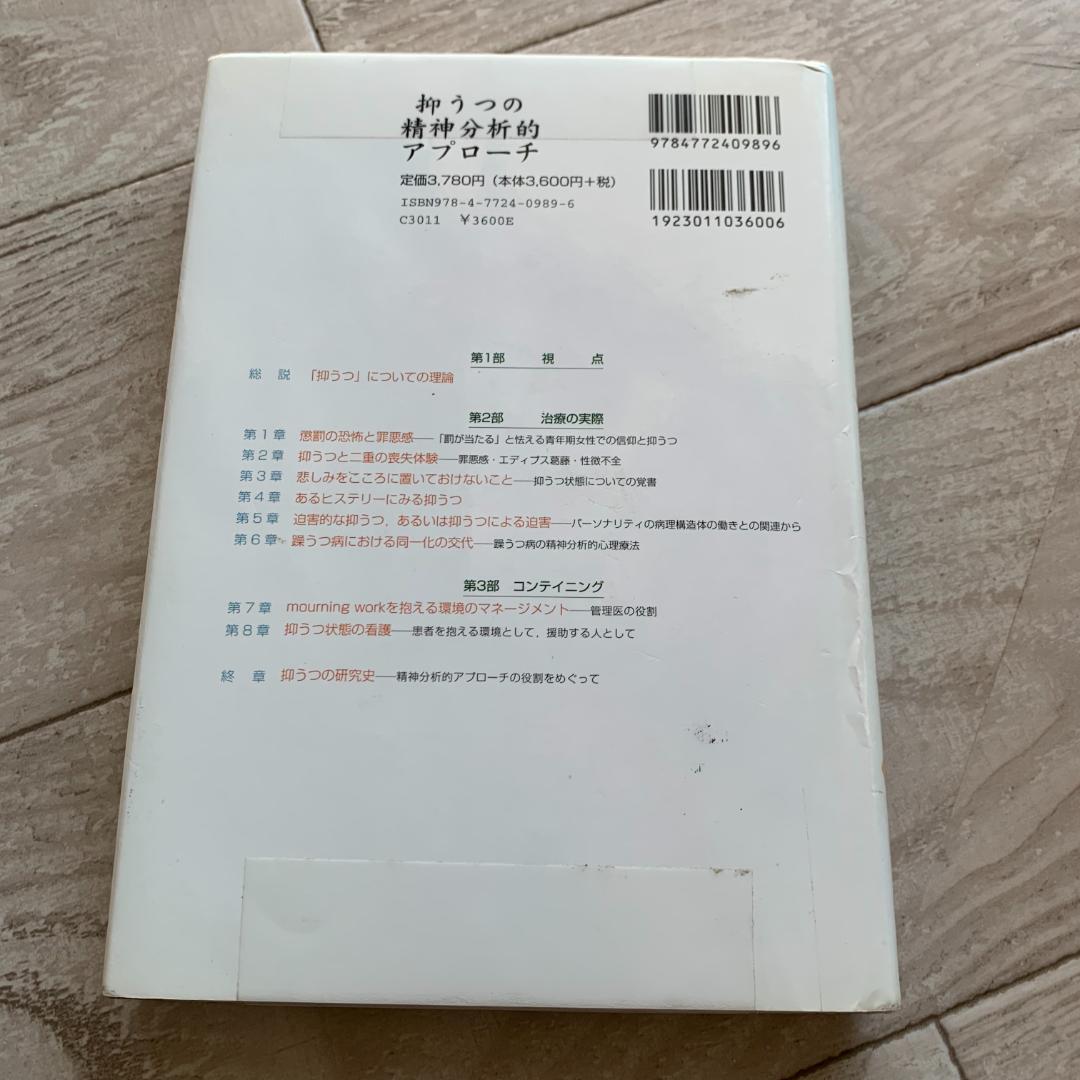 抑うつの
精神分析的
アプローチ
定価3,780円（本体3,600円＋税）
ISBN978-4-7724-0989-6
C3011 ￥3600E
9784772409896
1923011036006
第1部 視 点
総 説 「抑うつ」についての理論
第2部 治療の実際
第1章 懲罰の恐怖と罪悪感──「罰が当たる」と怯える青年期女性での信仰と抑うつ
第2章 抑うつと二重の喪失体験──罪悪感・エディプス葛藤・性徴不全
第3章 悲しみをこころに置いておけないこと──抑うつ状態についての覚書
第4章 あるヒステリーにみる抑うつ
第5章 迫害的な抑うつ，あるいは抑うつによる迫害──パーソナリティの病理構造体の働きとの関連から
第6章 躁うつ病における同一化の交代──躁うつ病の精神分析的心理療法
第3部 コンテイニング
第7章 mourning workを抱える環境のマネージメント──管理医の役割
第8章 抑うつ状態の看護──患者を抱える環境として，援助する人として
終 章 抑うつの研究史──精神分析的アプローチの役割をめぐって